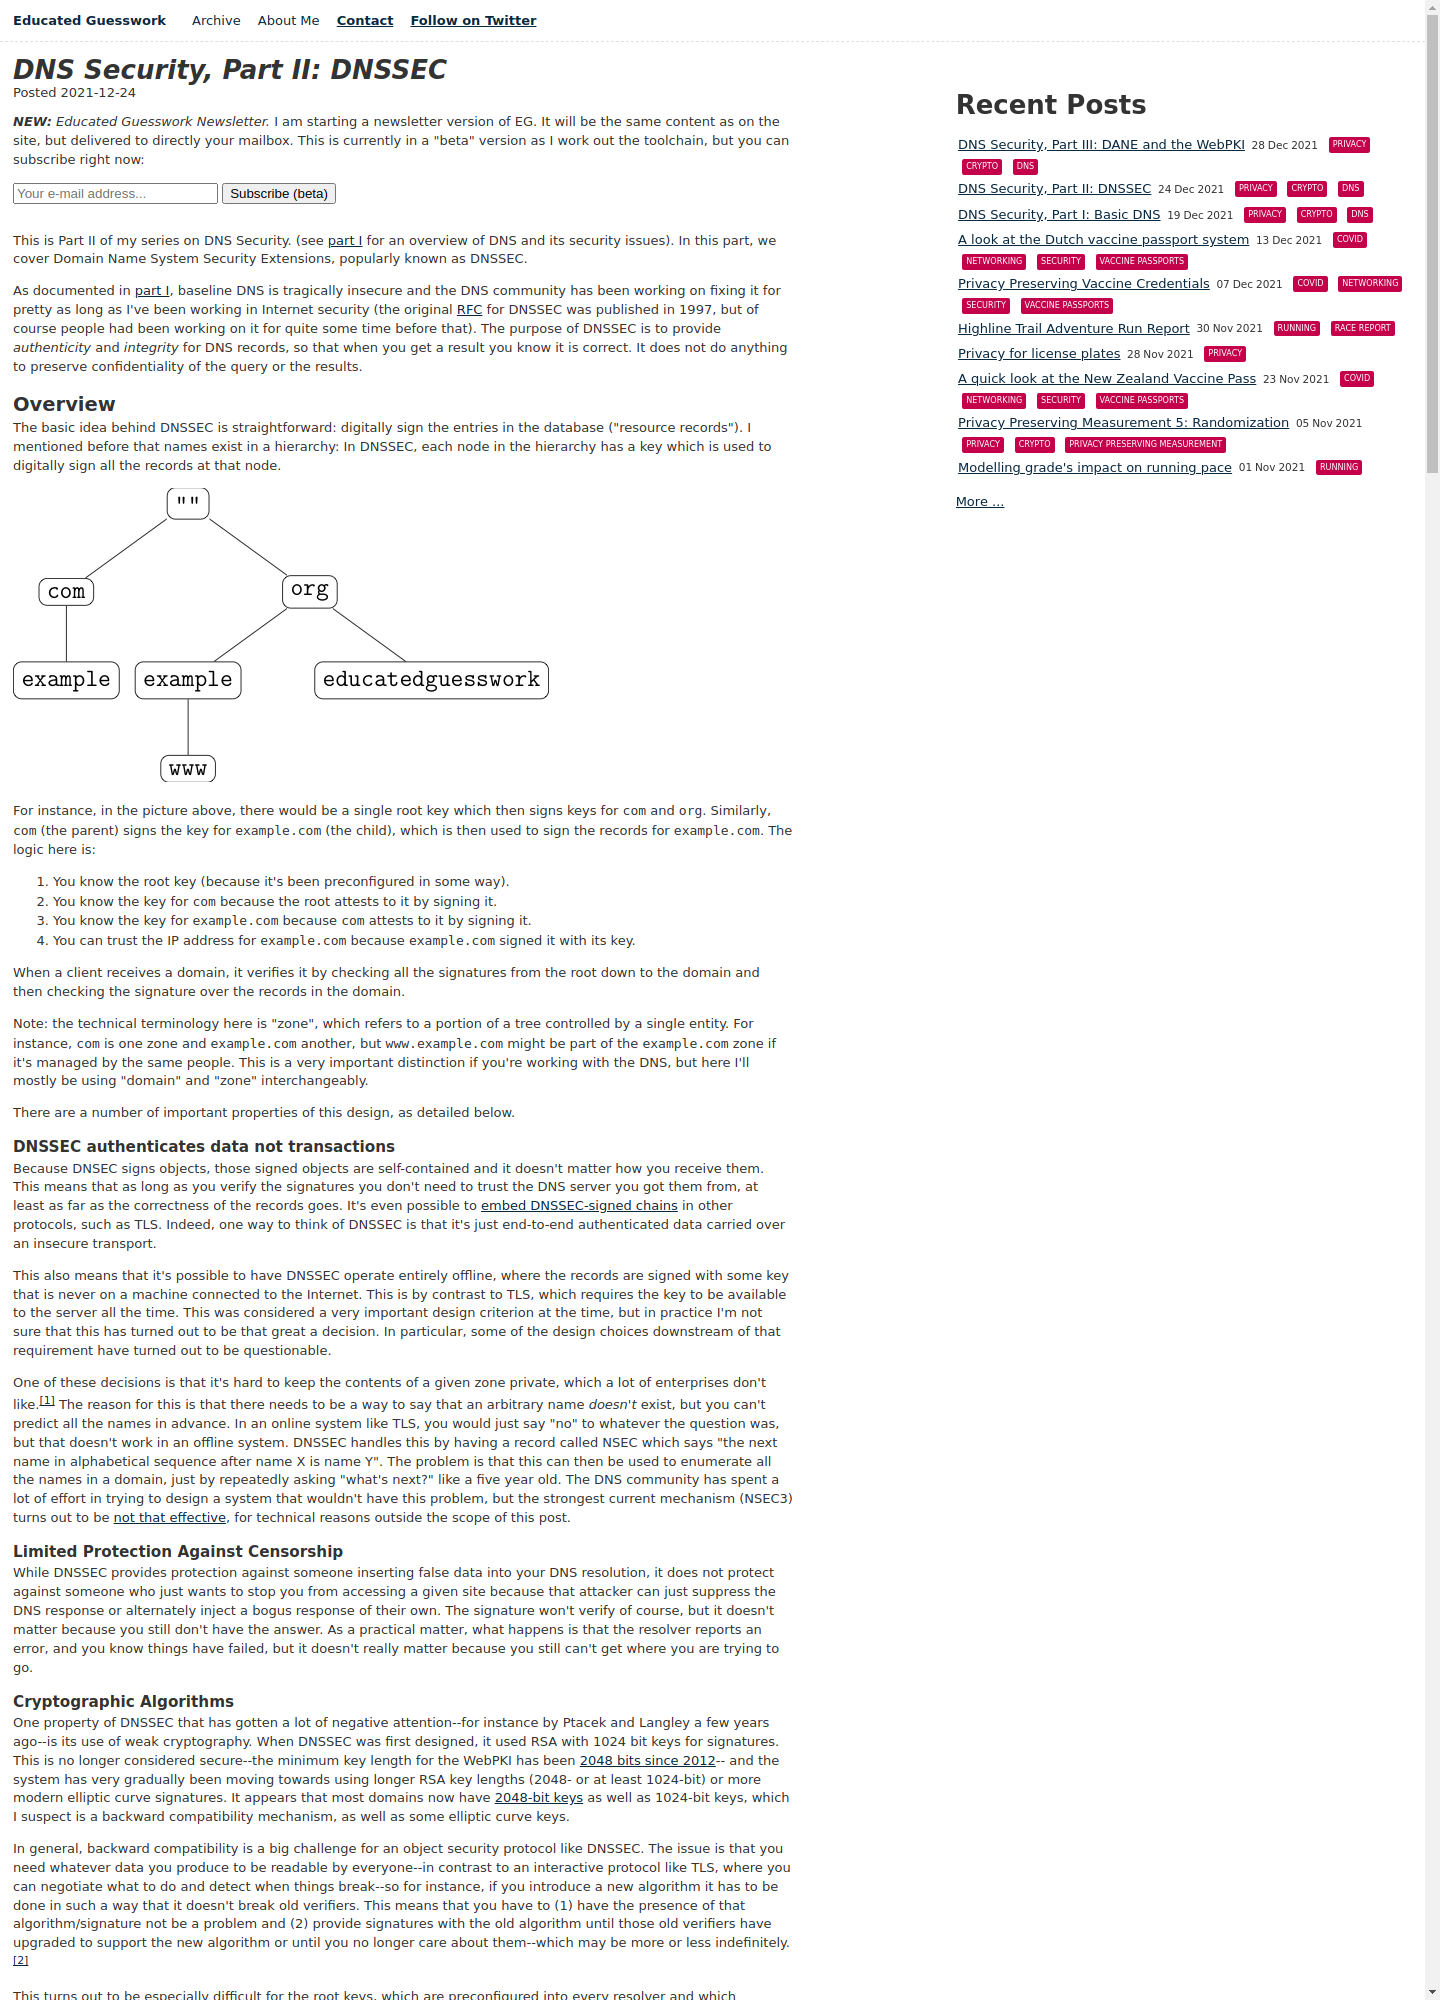 Educated Guesswork Archive About Me Contact Follow on Twitter
DNS Security, Part II: DNSSEC
Posted 2021-12-24
NEW: Educated Guesswork Newsletter. I am starting a newsletter version of EG. It will be the same content as on the
site, but delivered to directly your mailbox. This is currently in a "beta" version as I work out the toolchain, but you can
subscribe right now:
Your e-mail address... Subscribe (beta)
This is Part II of my series on DNS Security. (see part I for an overview of DNS and its security issues). In this part, we
cover Domain Name System Security Extensions, popularly known as DNSSEC.
As documented in part I, baseline DNS is tragically insecure and the DNS community has been working on fixing it for
pretty as long as I've been working in Internet security (the original RFC for DNSSEC was published in 1997, but of
course people had been working on it for quite some time before that). The purpose of DNSSEC is to provide
authenticity and integrity for DNS records, so that when you get a result you know it is correct. It does not do anything
to preserve confidentiality of the query or the results.
Overview
The basic idea behind DNSSEC is straightforward: digitally sign the entries in the database ("resource records"). I
mentioned before that names exist in a hierarchy: In DNSSEC, each node in the hierarchy has a key which is used to
digitally sign all the records at that node.
""
com org
example example educatedguesswork
www
For instance, in the picture above, there would be a single root key which then signs keys for com and org. Similarly,
com (the parent) signs the key for example.com (the child), which is then used to sign the records for example.com. The
logic here is:
1. You know the root key (because it's been preconfigured in some way).
2. You know the key for com because the root attests to it by signing it.
3. You know the key for example.com because com attests to it by signing it.
4. You can trust the IP address for example.com because example.com signed it with its key.
When a client receives a domain, it verifies it by checking all the signatures from the root down to the domain and
then checking the signature over the records in the domain.
Note: the technical terminology here is "zone", which refers to a portion of a tree controlled by a single entity. For
instance, com is one zone and example.com another, but www.example.com might be part of the example.com zone if
it's managed by the same people. This is a very important distinction if you're working with the DNS, but here I'll
mostly be using "domain" and "zone" interchangeably.
There are a number of important properties of this design, as detailed below.
DNSSEC authenticates data not transactions
Because DNSEC signs objects, those signed objects are self-contained and it doesn't matter how you receive them.
This means that as long as you verify the signatures you don't need to trust the DNS server you got them from, at
least as far as the correctness of the records goes. It's even possible to embed DNSSEC-signed chains in other
protocols, such as TLS. Indeed, one way to think of DNSSEC is that it's just end-to-end authenticated data carried over
an insecure transport.
This also means that it's possible to have DNSSEC operate entirely offline, where the records are signed with some key
that is never on a machine connected to the Internet. This is by contrast to TLS, which requires the key to be available
to the server all the time. This was considered a very important design criterion at the time, but in practice I'm not
sure that this has turned out to be that great a decision. In particular, some of the design choices downstream of that
requirement have turned out to be questionable.
One of these decisions is that it's hard to keep the contents of a given zone private, which a lot of enterprises don't
like.[1] The reason for this is that there needs to be a way to say that an arbitrary name doesn't exist, but you can't
predict all the names in advance. In an online system like TLS, you would just say "no" to whatever the question was,
but that doesn't work in an offline system. DNSSEC handles this by having a record called NSEC which says "the next
name in alphabetical sequence after name X is name Y". The problem is that this can then be used to enumerate all
the names in a domain, just by repeatedly asking "what's next?" like a five year old. The DNS community has spent a
lot of effort in trying to design a system that wouldn't have this problem, but the strongest current mechanism (NSEC3)
turns out to be not that effective, for technical reasons outside the scope of this post.
Limited Protection Against Censorship
While DNSSEC provides protection against someone inserting false data into your DNS resolution, it does not protect
against someone who just wants to stop you from accessing a given site because that attacker can just suppress the
DNS response or alternately inject a bogus response of their own. The signature won't verify of course, but it doesn't
matter because you still don't have the answer. As a practical matter, what happens is that the resolver reports an
error, and you know things have failed, but it doesn't really matter because you still can't get where you are trying to
go.
Cryptographic Algorithms
One property of DNSSEC that has gotten a lot of negative attention--for instance by Ptacek and Langley a few years
ago--is its use of weak cryptography. When DNSSEC was first designed, it used RSA with 1024 bit keys for signatures.
This is no longer considered secure--the minimum key length for the WebPKI has been 2048 bits since 2012-- and the
system has very gradually been moving towards using longer RSA key lengths (2048- or at least 1024-bit) or more
modern elliptic curve signatures. It appears that most domains now have 2048-bit keys as well as 1024-bit keys, which
I suspect is a backward compatibility mechanism, as well as some elliptic curve keys.
In general, backward compatibility is a big challenge for an object security protocol like DNSSEC. The issue is that you
need whatever data you produce to be readable by everyone--in contrast to an interactive protocol like TLS, where you
can negotiate what to do and detect when things break--so for instance, if you introduce a new algorithm it has to be
done in such a way that it doesn't break old verifiers. This means that you have to (1) have the presence of that
algorithm/signature not be a problem and (2) provide signatures with the old algorithm until those old verifiers have
upgraded to support the new algorithm or until you no longer care about them--which may be more or less indefinitely.
[2]
This turns out to be especially difficult for the root keys, which are preconfigured into every resolver and which
Recent Posts
DNS Security, Part III: DANE and the WebPKI 28 Dec 2021 PRIVACY
CRYPTO DNS
DNS Security, Part II: DNSSEC 24 Dec 2021 PRIVACY CRYPTO DNS
DNS Security, Part I: Basic DNS 19 Dec 2021 PRIVACY CRYPTO DNS
A look at the Dutch vaccine passport system 13 Dec 2021 COVID
NETWORKING SECURITY VACCINE PASSPORTS
Privacy Preserving Vaccine Credentials 07 Dec 2021 COVID NETWORKING
SECURITY VACCINE PASSPORTS
Highline Trail Adventure Run Report 30 Nov 2021 RUNNING RACE REPORT
Privacy for license plates 28 Nov 2021 PRIVACY
A quick look at the New Zealand Vaccine Pass 23 Nov 2021 COVID
NETWORKING SECURITY VACCINE PASSPORTS
Privacy Preserving Measurement 5: Randomization 05 Nov 2021
PRIVACY CRYPTO PRIVACY PRESERVING MEASUREMENT
Modelling grade's impact on running pace 01 Nov 2021 RUNNING
More ...